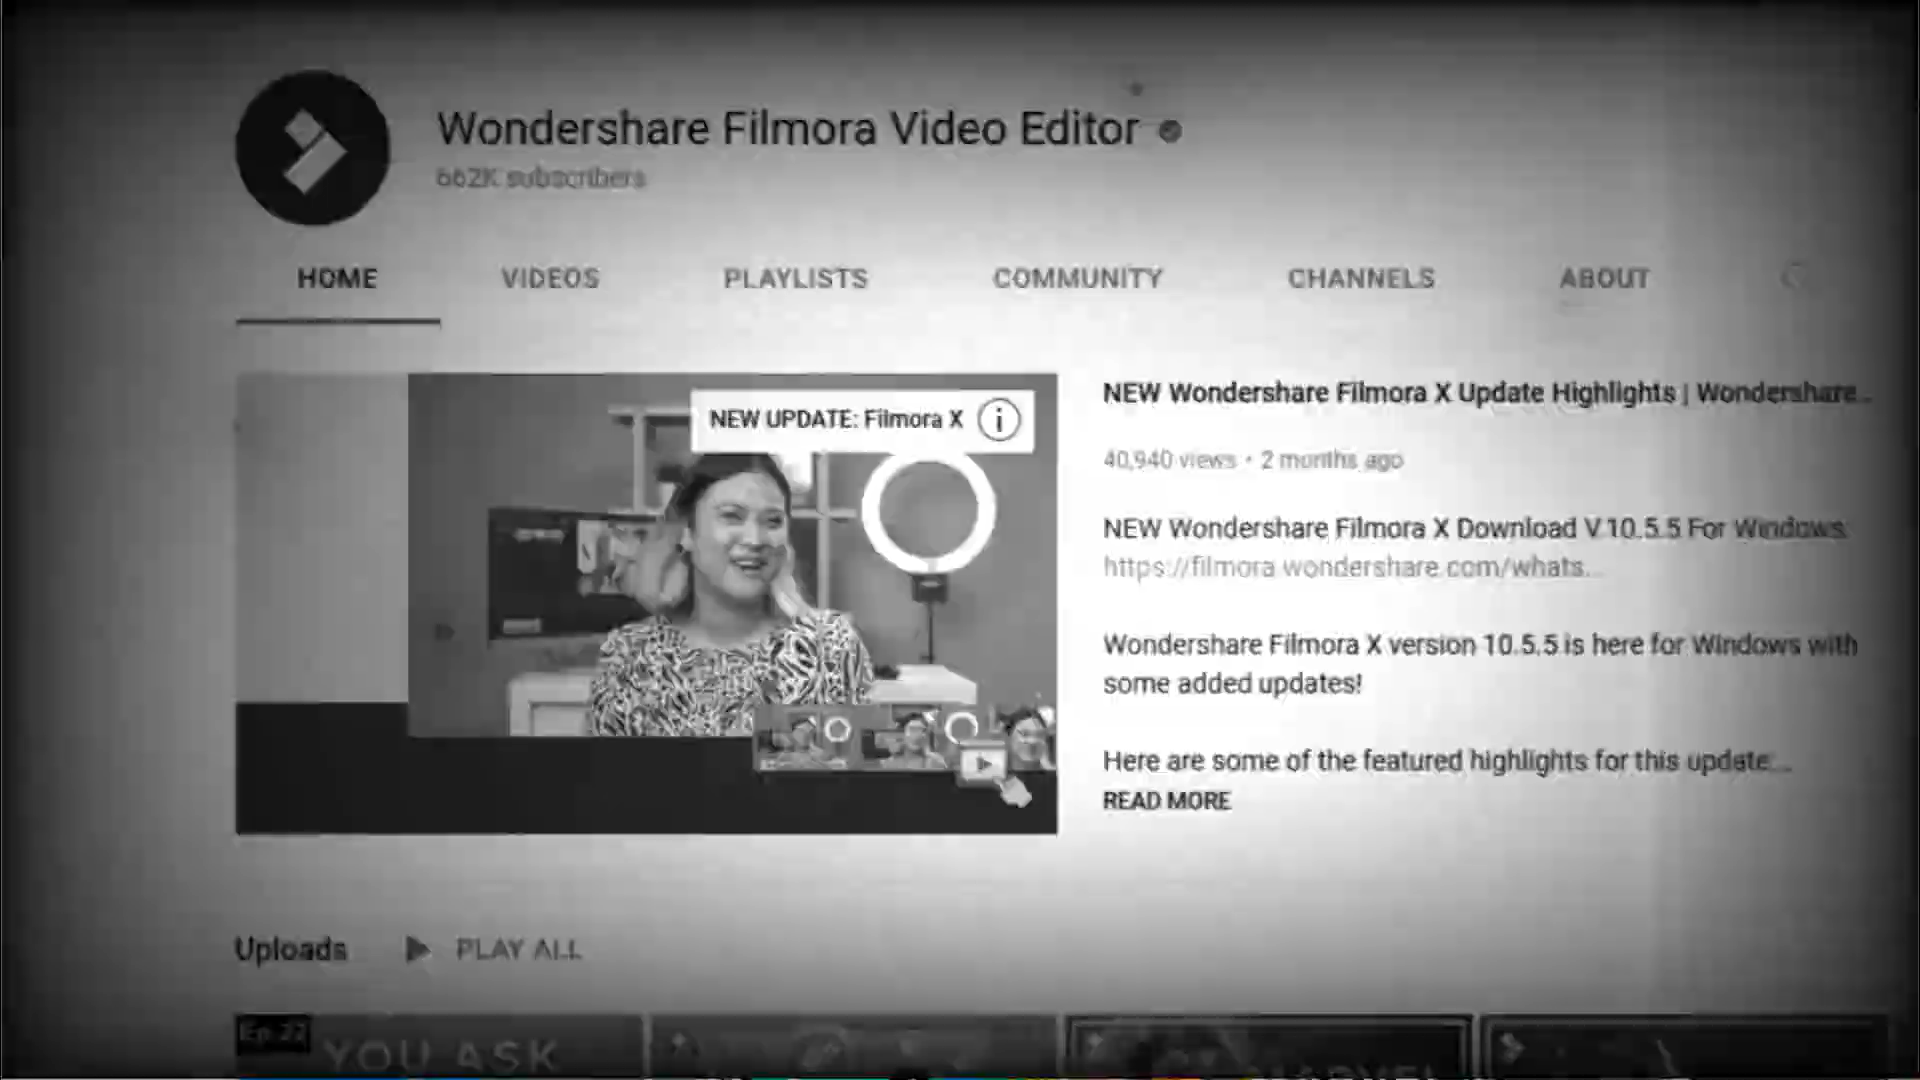 Wondershare Filmora Video Editor
662K subscribers
HOME VIDEOS PLAYLISTS COMMUNITY CHANNELS ABOUT
NEW UPDATE: Filmora X
NEW Wondershare Filmora X Update Highlights | Wondershare...
40,940 views • 2 months ago
NEW Wondershare Filmora X Download V.10.5.5 For Windows:
https://filmora.wondershare.com/whats...
Wondershare Filmora X version 10.5.5 is here for Windows with
some added updates!
Here are some of the featured highlights for this update...
READ MORE
Uploads PLAY ALL
Ep.22
YOU ASK